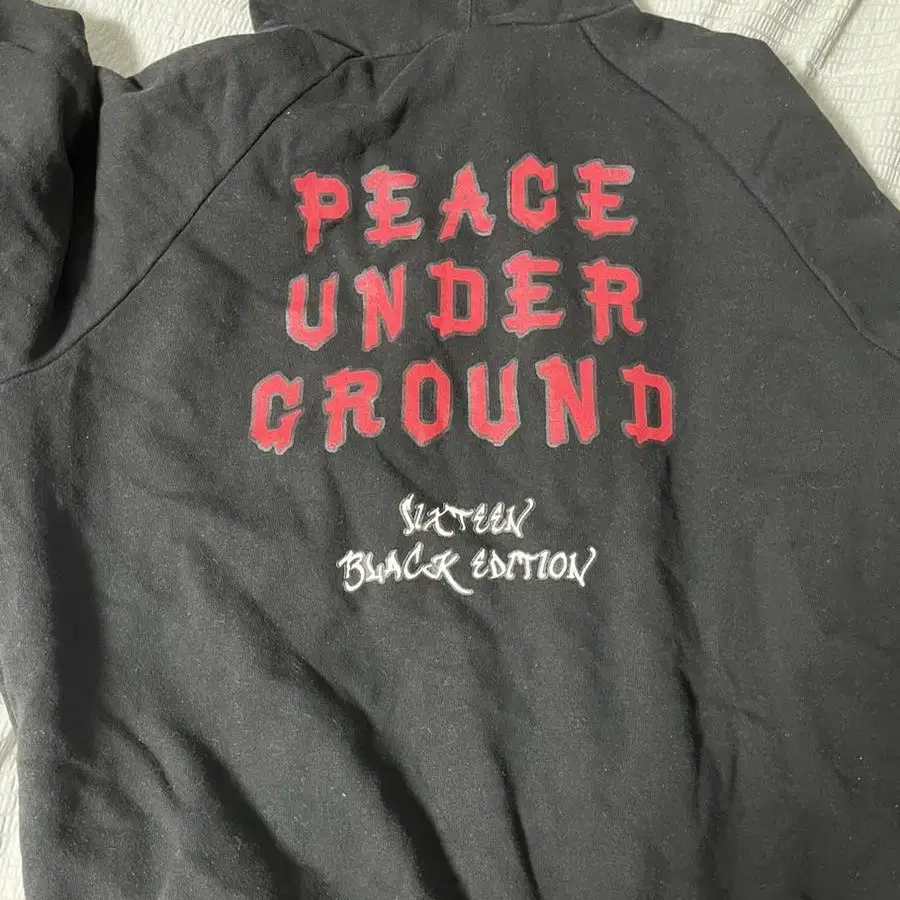 PEACE
UNDER
GROUND
SIXTEEN
BLACK EDITION